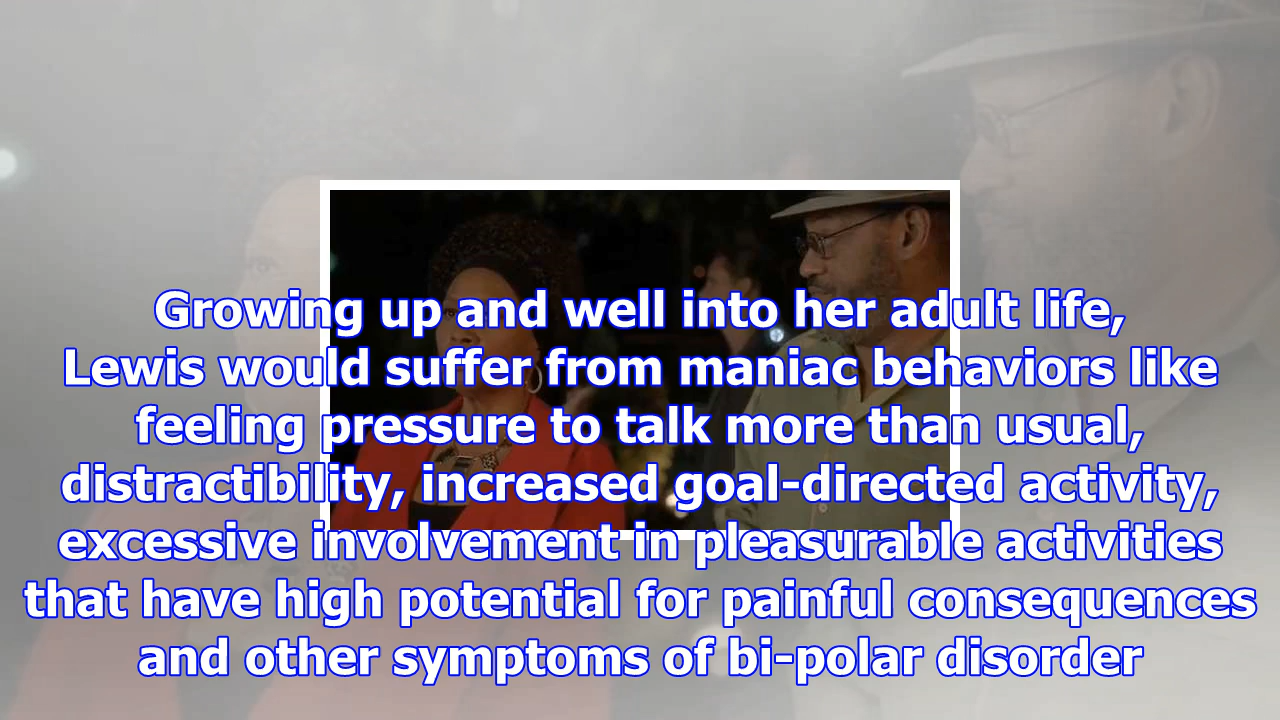 Growing up and well into her adult life,
Lewis would suffer from maniac behaviors like
feeling pressure to talk more than usual,
distractibility, increased goal-directed activity,
excessive involvement in pleasurable activities
that have high potential for painful consequences
and other symptoms of bi-polar disorder